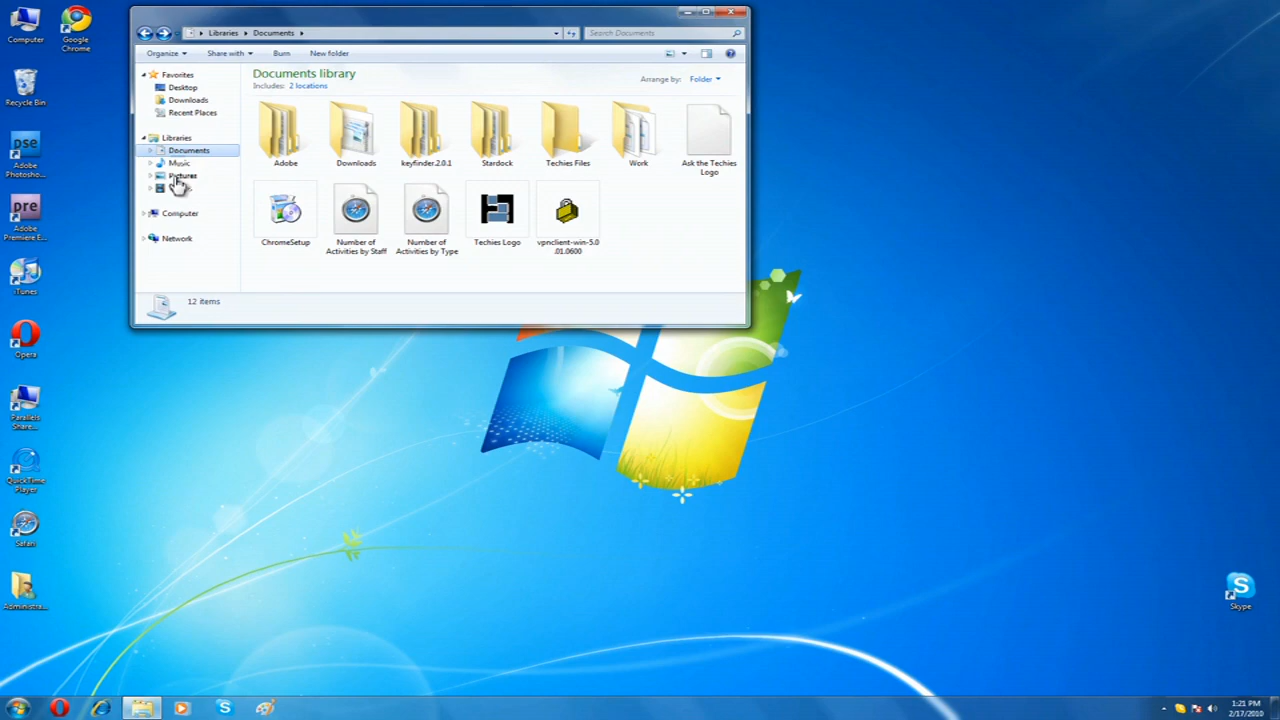 Computer
Google
Chrome
Recycle Bin
pse
Adobe
Photosho...
pre
Adobe
Premiere E...
iTunes
Opera
Parallels
Share...
QuickTime
Player
Safari
Administra...
Libraries
Documents
Search Documents
Organize
Share with
Burn
New folder
Favorites
Desktop
Downloads
Recent Places
Libraries
Documents
Music
Pictures
Computer
Network
Documents library
Includes: 2 locations
Arrange by: Folder
Adobe
Downloads
keyfinder.2.0.1
Stardock
Techies Files
Work
Ask the Techies
Logo
ChromeSetup
Number of
Activities by Staff
Number of
Activities by Type
Techies Logo
vpnclient-win-5.0
.01.0600
12 items
Skype
1:21 PM
2/17/2010